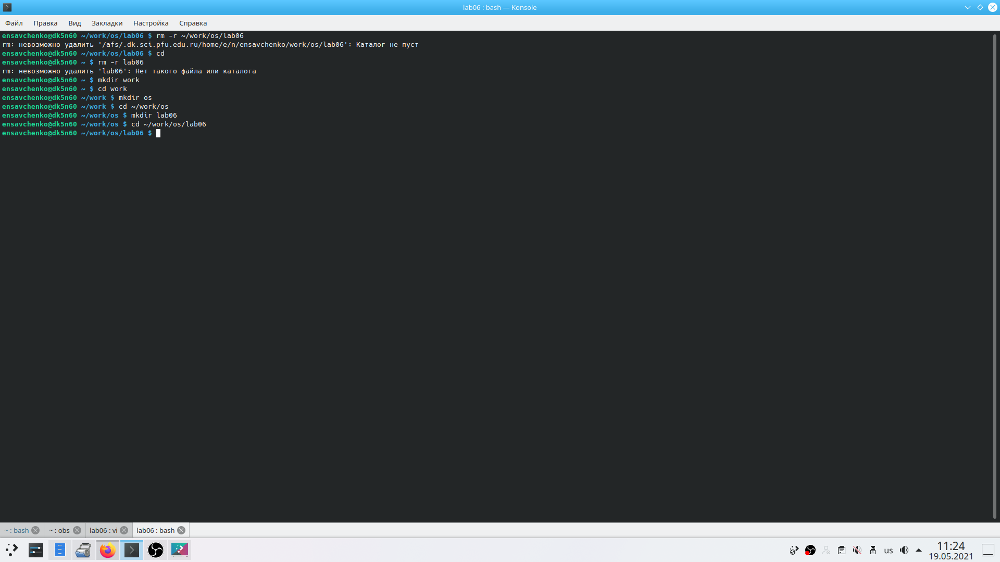 lab06 : bash — Konsole
Файл Правка Вид Закладки Настройка Справка
ensavchenko@dk5n60 ~/work/os/lab06 $ rm -r ~/work/os/lab06
rm: невозможно удалить '/afs/.dk.sci.pfu.edu.ru/home/e/n/ensavchenko/work/os/lab06': Каталог не пуст
ensavchenko@dk5n60 ~/work/os/lab06 $ cd
ensavchenko@dk5n60 ~ $ rm -r lab06
rm: невозможно удалить 'lab06': Нет такого файла или каталога
ensavchenko@dk5n60 ~ $ mkdir work
ensavchenko@dk5n60 ~ $ cd work
ensavchenko@dk5n60 ~/work $ mkdir os
ensavchenko@dk5n60 ~/work $ cd ~/work/os
ensavchenko@dk5n60 ~/work/os $ mkdir lab06
ensavchenko@dk5n60 ~/work/os $ cd ~/work/os/lab06
ensavchenko@dk5n60 ~/work/os/lab06 $
~ : bash ~ : obs lab06 : vi lab06 : bash
us 11:24
19.05.2021